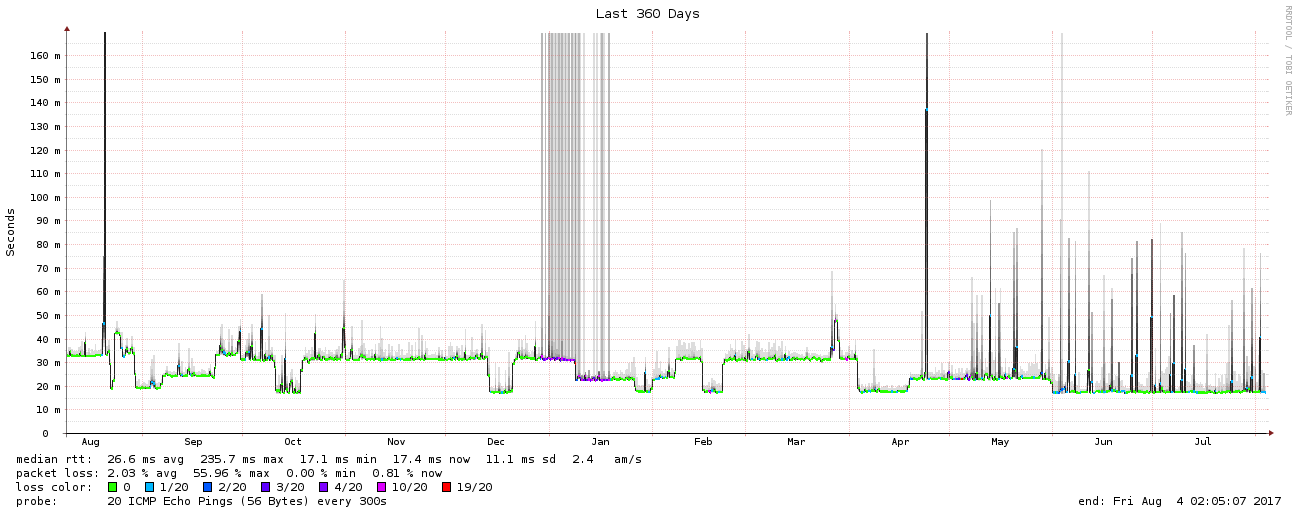 Last 360 Days
RRDTOOL / TOBI OETIKER
Seconds
160 m
150 m
140 m
130 m
120 m
110 m
100 m
90 m
80 m
70 m
60 m
50 m
40 m
30 m
20 m
10 m
0
Aug Sep Oct Nov Dec Jan Feb Mar Apr May Jun Jul
median rtt: 26.6 ms avg 235.7 ms max 17.1 ms min 17.4 ms now 11.1 ms sd 2.4 am/s
packet loss: 2.03 % avg 55.96 % max 0.00 % min 0.81 % now
loss color: 0 1/20 2/20 3/20 4/20 10/20 19/20
probe: 20 ICMP Echo Pings (56 Bytes) every 300s end: Fri Aug 4 02:05:07 2017